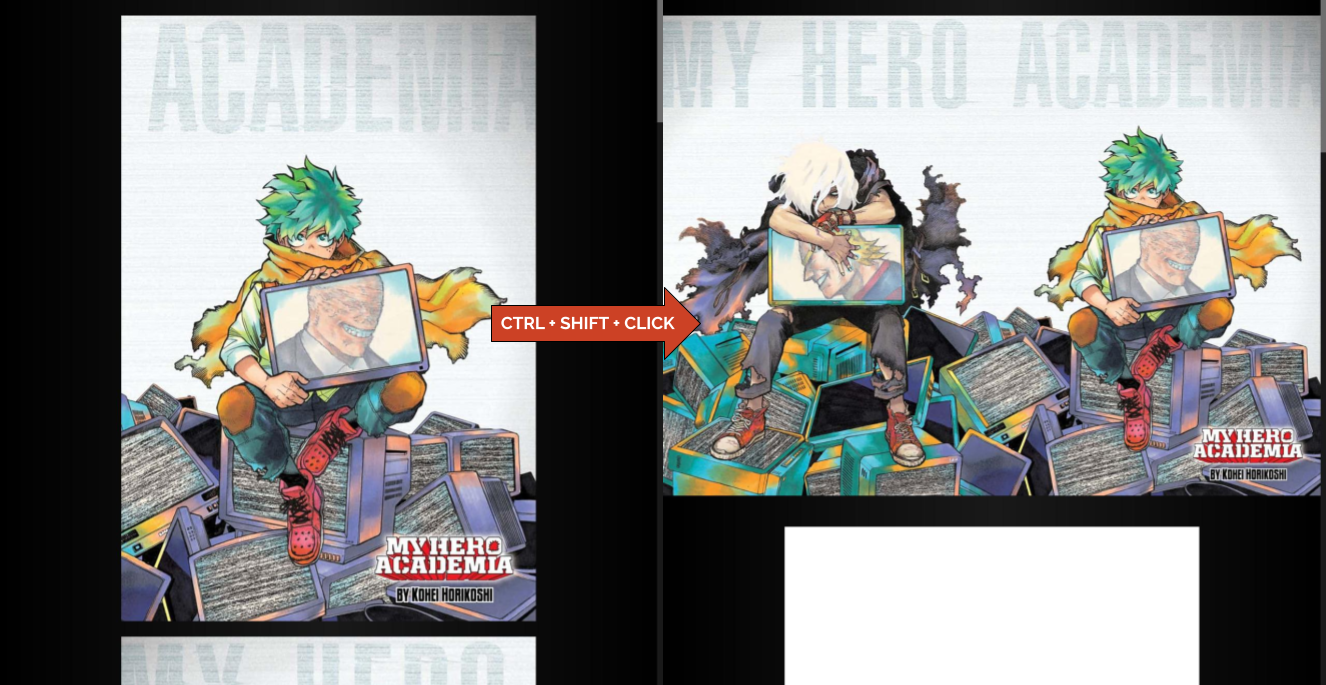 ACADEMIA
MY HERO
ACADEMIA
BY KOHEI HORIKOSHI
MY HERO
CTRL + SHIFT + CLICK
MY HERO ACADEMIA
MY HERO
ACADEMIA
BY KOHEI HORIKOSHI